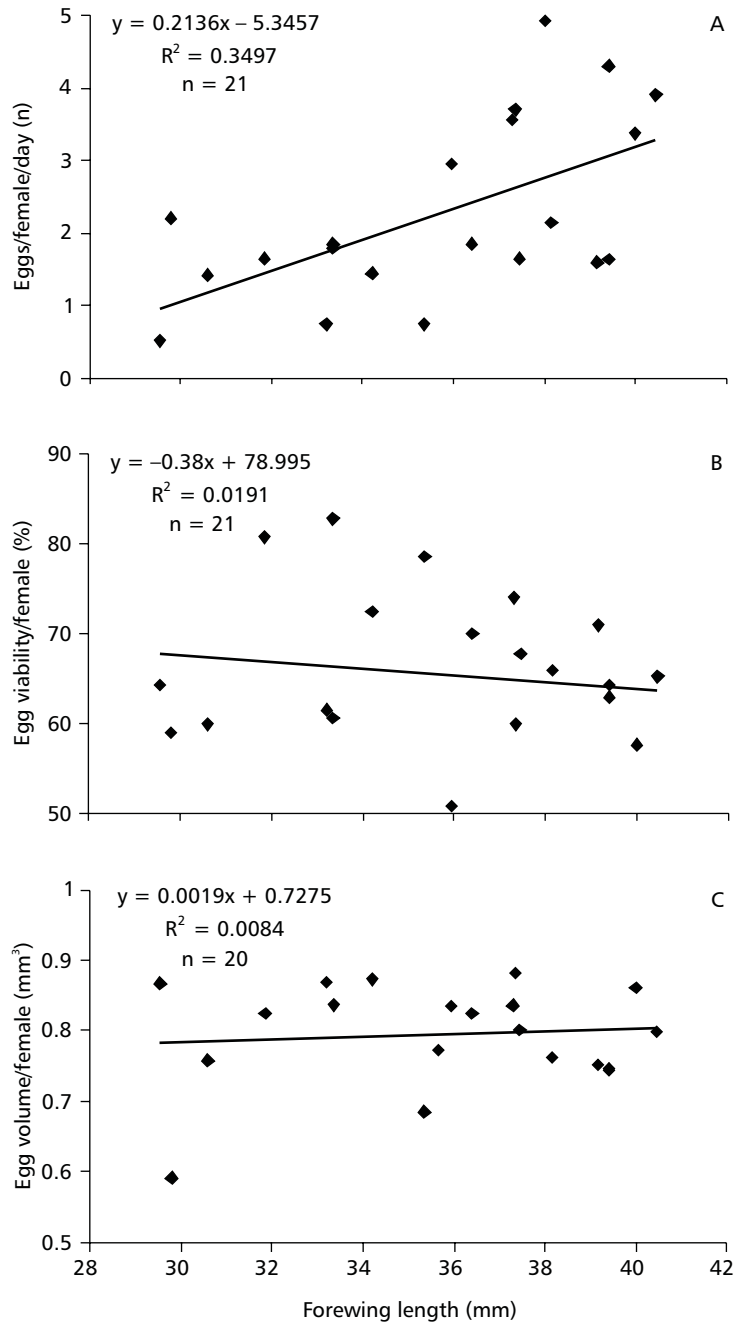 y = 0.2136x – 5.3457
R² = 0.3497
n = 21
A
Eggs/female/day (n)
5
4
3
2
1
0
y = –0.38x + 78.995
R² = 0.0191
n = 21
B
Egg viability/female (%)
90
80
70
60
50
y = 0.0019x + 0.7275
R² = 0.0084
n = 20
C
Egg volume/female (mm³)
1
0.9
0.8
0.7
0.6
0.5
28 30 32 34 36 38 40 42
Forewing length (mm)